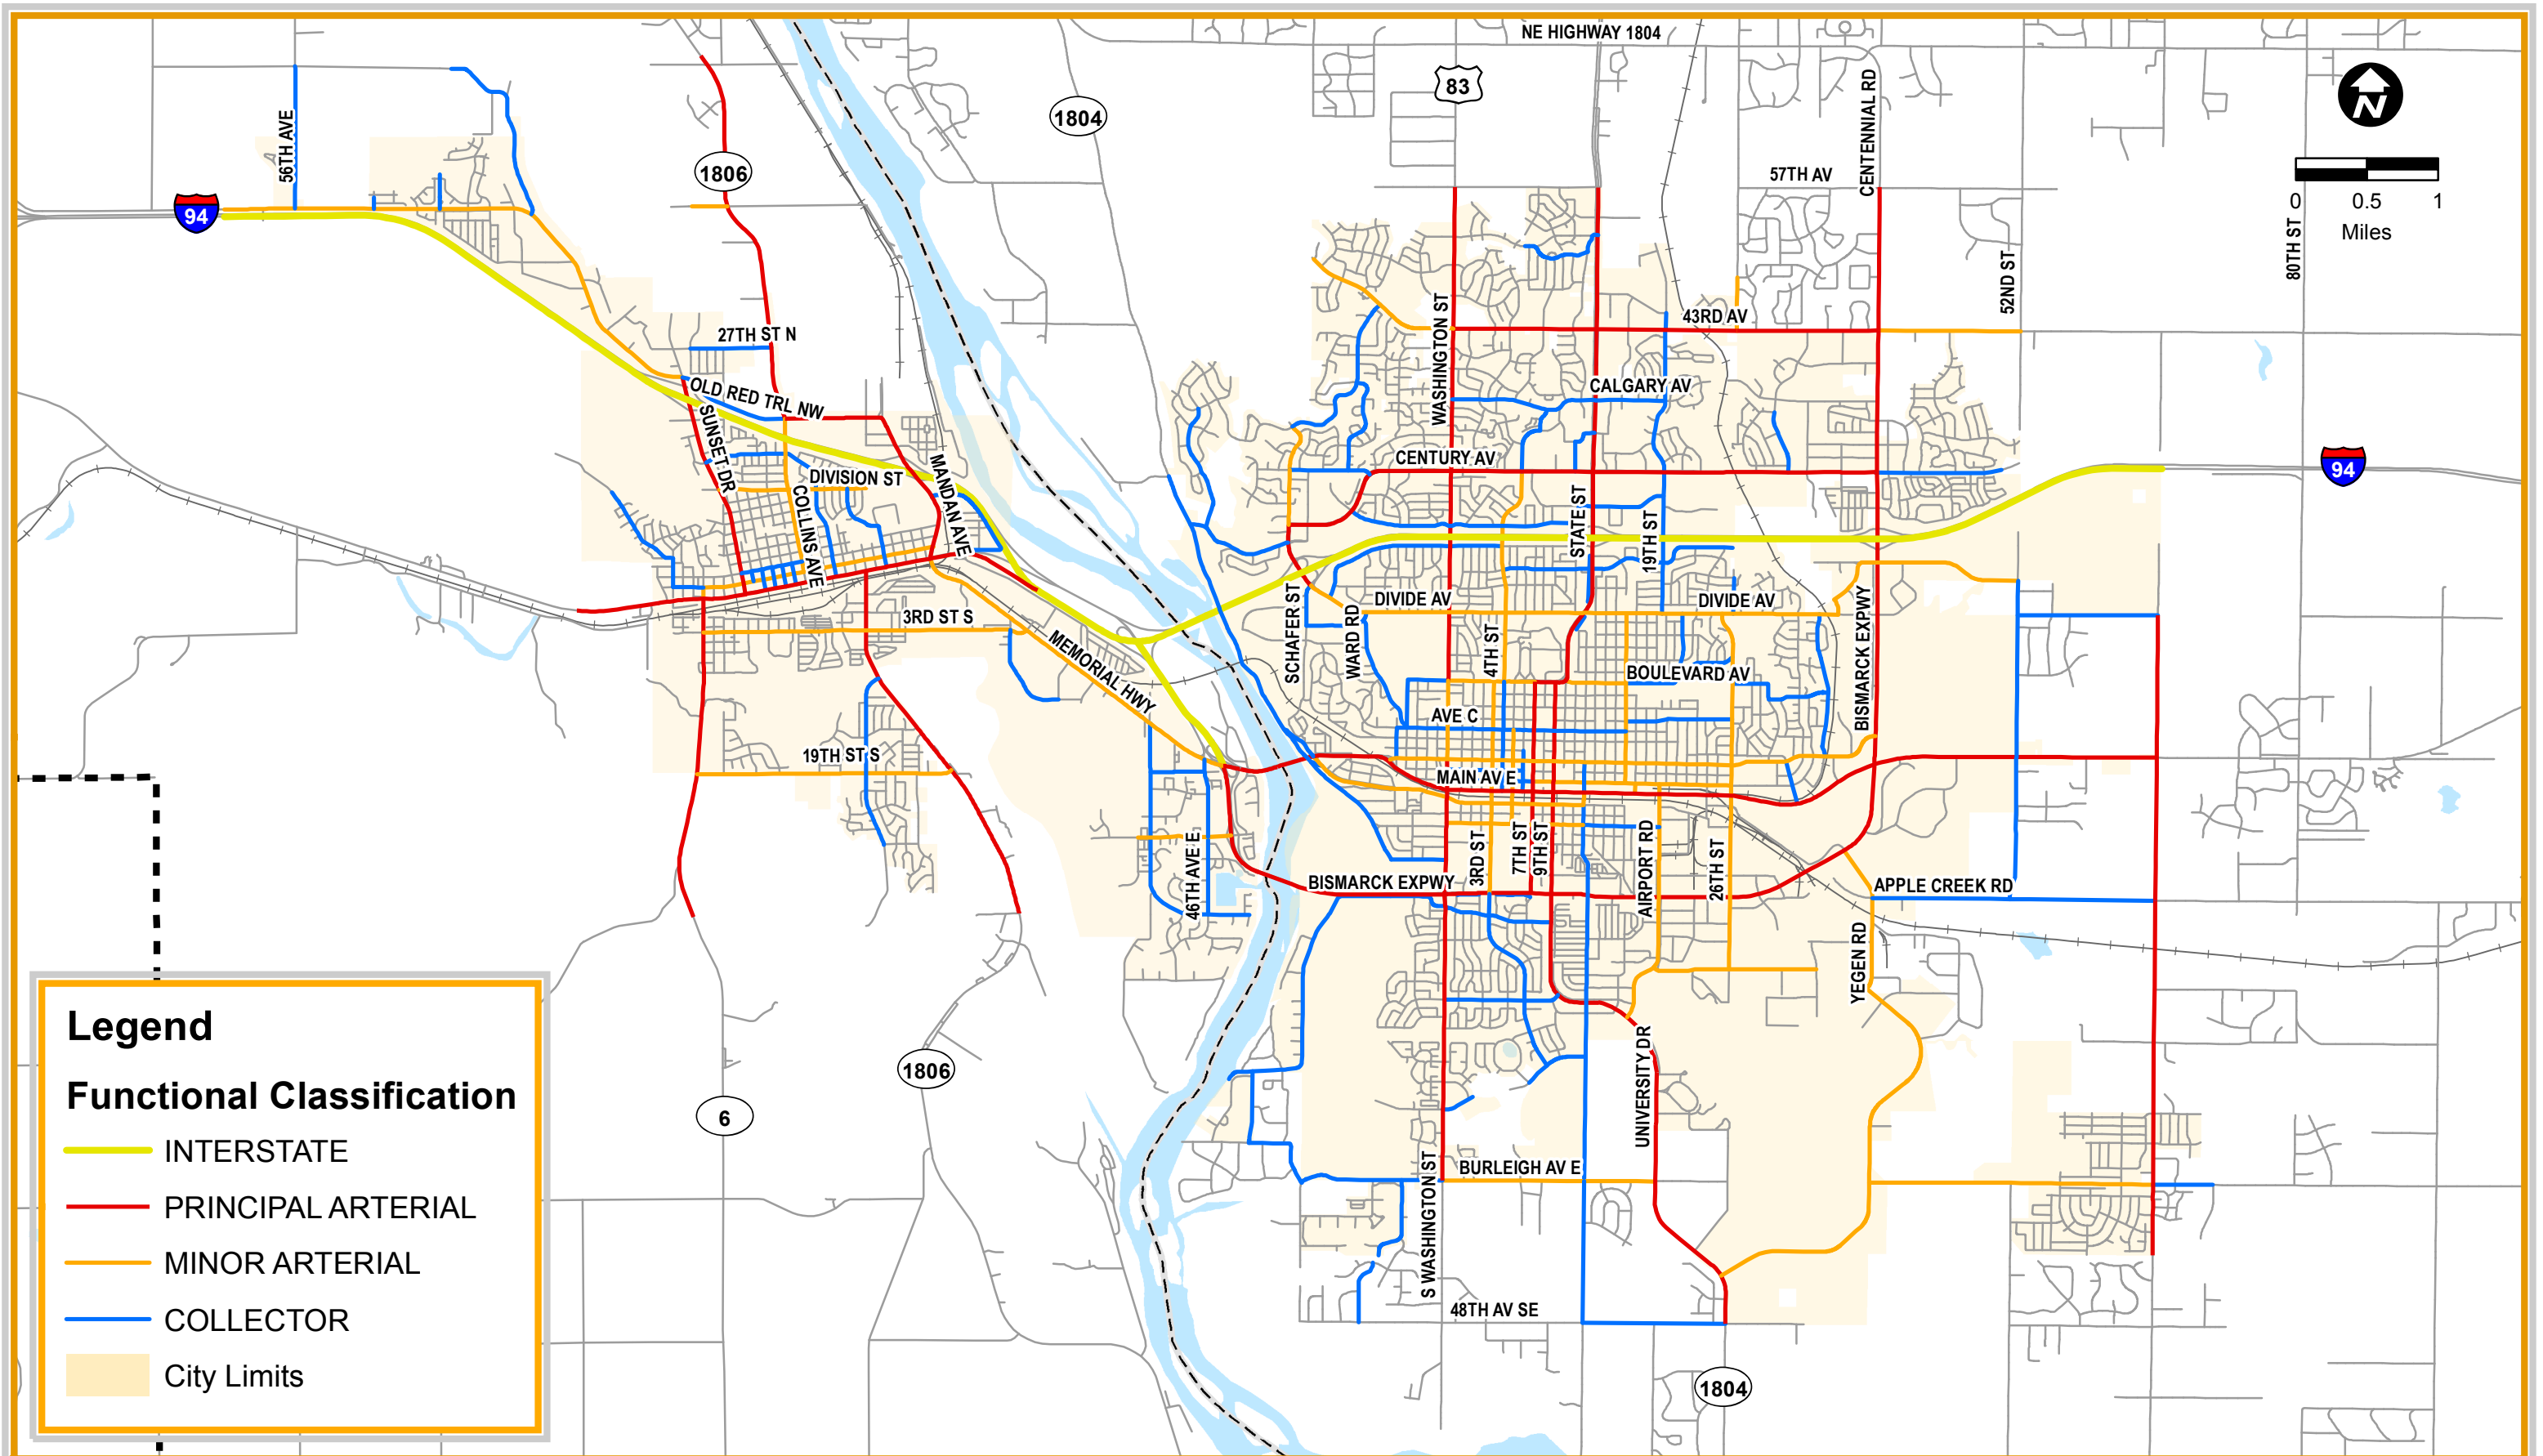 NE HIGHWAY 1804
83
1804
56TH AVE
CENTENNIAL RD
1806
57TH AV
94
0 0.5 1
Miles
80TH ST
52ND ST
27TH ST N
WASHINGTON ST
43RD AV
OLD RED TRL NW
CALGARY AV
SUNSET DR
CENTURY AV
94
DIVISION ST
MANDAN AVE
COLLINS AVE
STATE ST
19TH ST
3RD ST S
SCHAFER ST
WARD RD
DIVIDE AV
DIVIDE AV
BISMARCK EXPWY
MEMORIAL HWY
4TH ST
BOULEVARD AV
AVE C
19TH ST S
MAIN AV E
46TH AVE E
3RD ST
7TH ST
9TH ST
AIRPORT RD
26TH ST
BISMARCK EXPWY
APPLE CREEK RD
YEGEN RD
1806
6
UNIVERSITY DR
S WASHINGTON ST
BURLEIGH AV E
48TH AV SE
1804
Legend
Functional Classification
INTERSTATE
PRINCIPAL ARTERIAL
MINOR ARTERIAL
COLLECTOR
City Limits
N